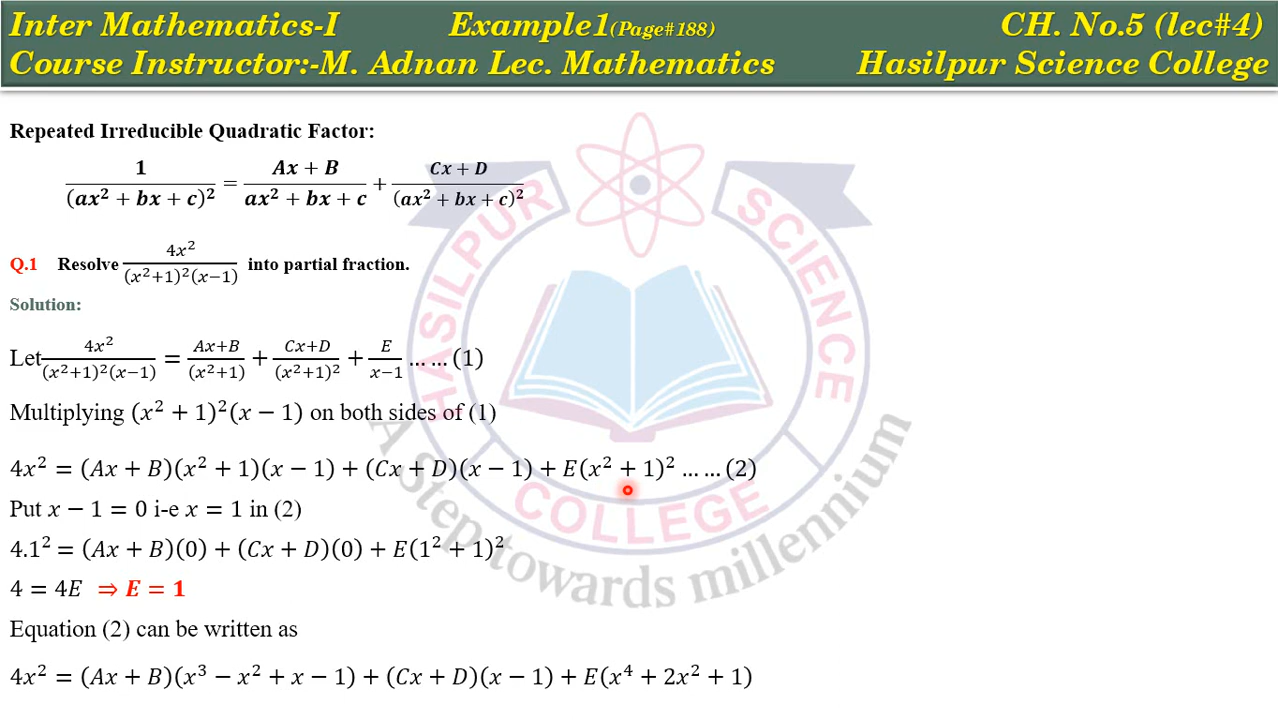 Inter Mathematics-I Example1(Page#188) CH. No.5 (lec#4)
Course Instructor:-M. Adnan Lec. Mathematics Hasilpur Science College
Repeated Irreducible Quadratic Factor:
1/(ax² + bx + c)² = (Ax + B)/(ax² + bx + c) + (Cx + D)/(ax² + bx + c)²
Q.1 Resolve 4x²/((x²+1)²(x−1)) into partial fraction.
Solution:
Let 4x²/((x²+1)²(x−1)) = (Ax+B)/(x²+1) + (Cx+D)/(x²+1)² + E/(x−1) … … (1)
Multiplying (x² + 1)²(x − 1) on both sides of (1)
4x² = (Ax + B)(x² + 1)(x − 1) + (Cx + D)(x − 1) + E(x² + 1)² … … (2)
Put x − 1 = 0 i-e x = 1 in (2)
4.1² = (Ax + B)(0) + (Cx + D)(0) + E(1² + 1)²
4 = 4E ⇒ E = 1
Equation (2) can be written as
4x² = (Ax + B)(x³ − x² + x − 1) + (Cx + D)(x − 1) + E(x⁴ + 2x² + 1)
HASILPUR SCIENCE COLLEGE
A Step towards millennium